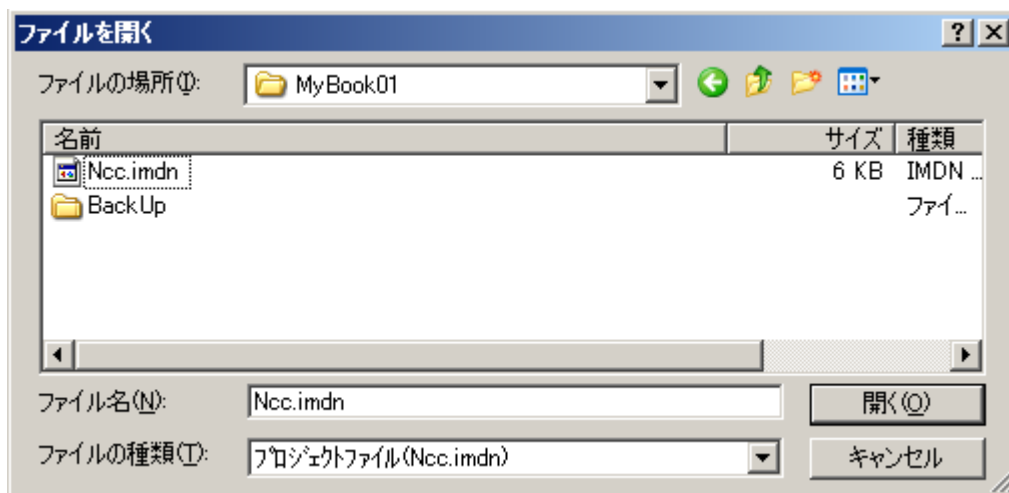 ファイルを開く
ファイルの場所(I): MyBook01
名前 サイズ 種類
Ncc.imdn 6 KB IMDN ...
BackUp ファイ...
ファイル名(N): Ncc.imdn 開く(O)
ファイルの種類(T): ﾌﾟﾛｼﾞｪｸﾄﾌｧｲﾙ(Ncc.imdn) キャンセル